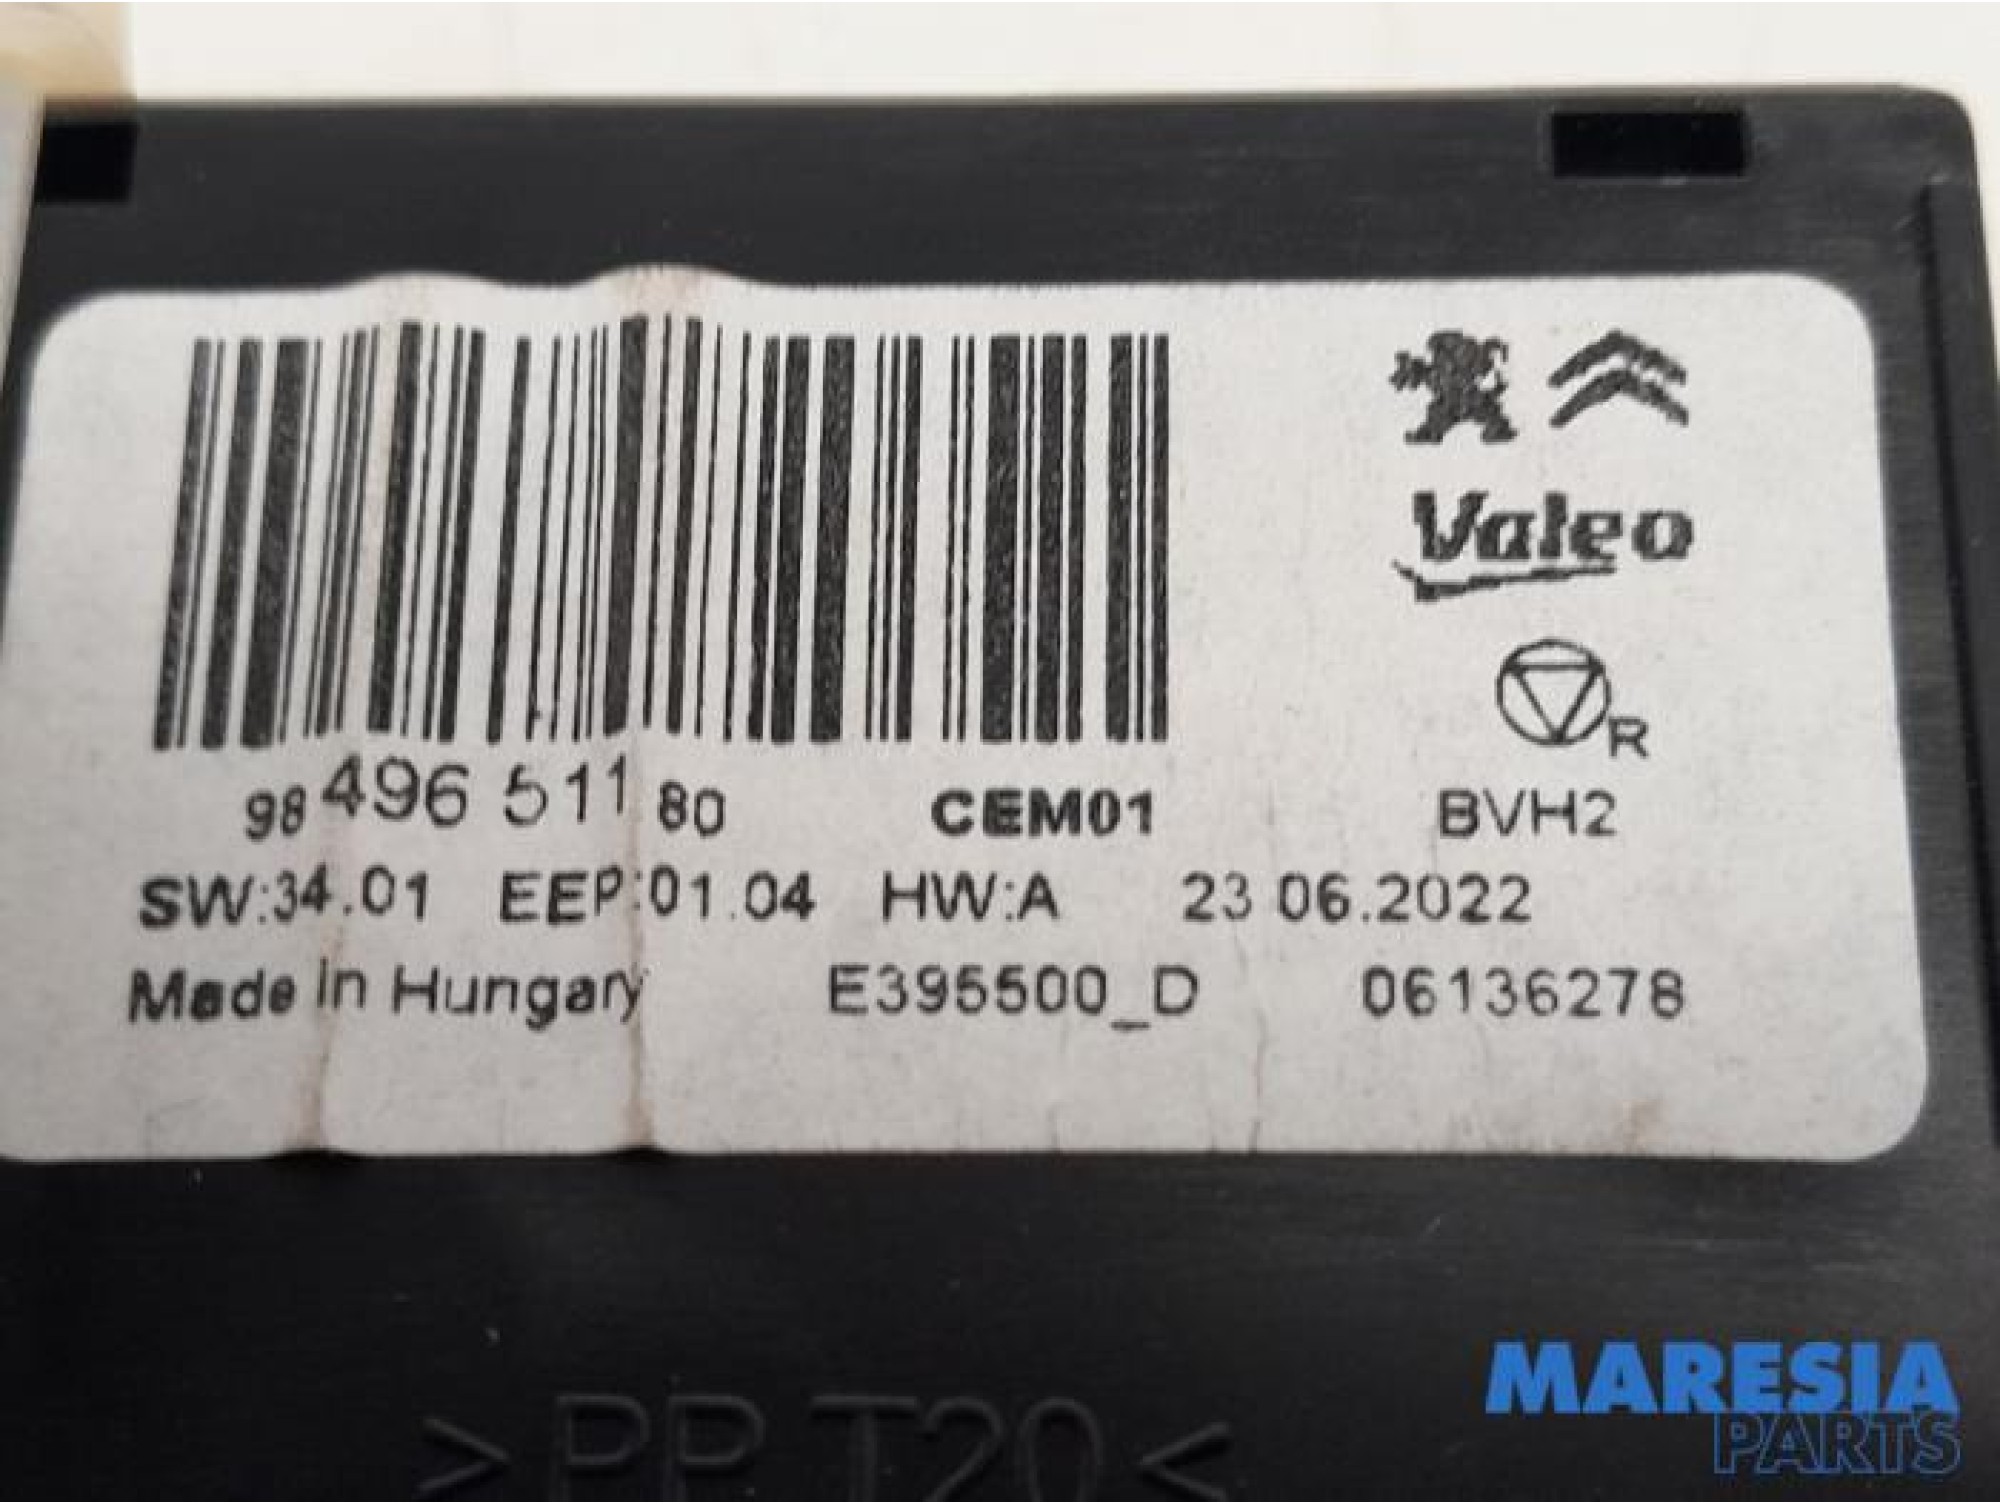 Valeo
R
98 496 511 80 CEM01 BVH2
SW:34.01 EEP:01.04 HW:A 23 06.2022
Made in Hungary E395500_D 06136278
>PP T20<
MARESIA
PARTS